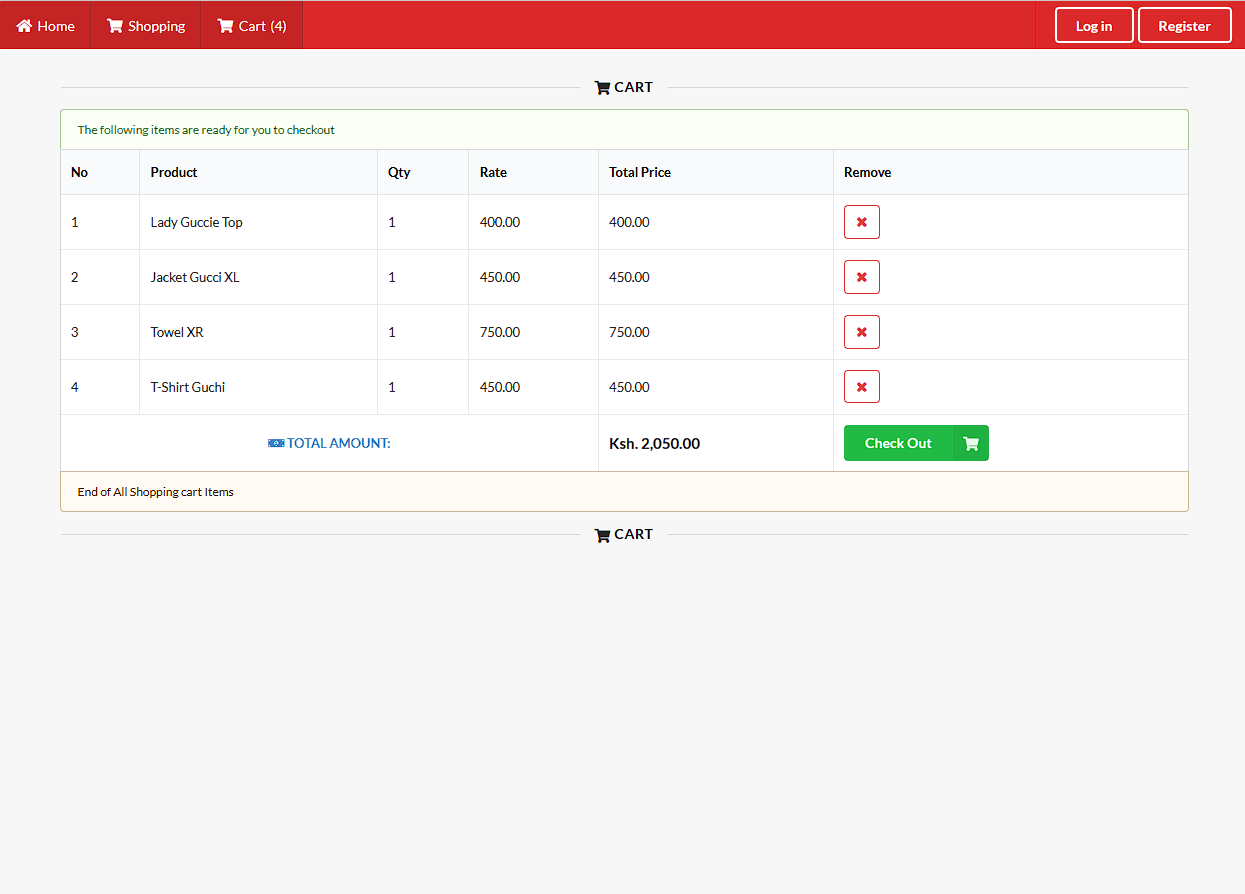 Home Shopping Cart (4) Log in Register
CART
The following items are ready for you to checkout
No Product Qty Rate Total Price Remove
1 Lady Guccie Top 1 400.00 400.00
2 Jacket Gucci XL 1 450.00 450.00
3 Towel XR 1 750.00 750.00
4 T-Shirt Guchi 1 450.00 450.00
TOTAL AMOUNT: Ksh. 2,050.00 Check Out
End of All Shopping cart Items
CART